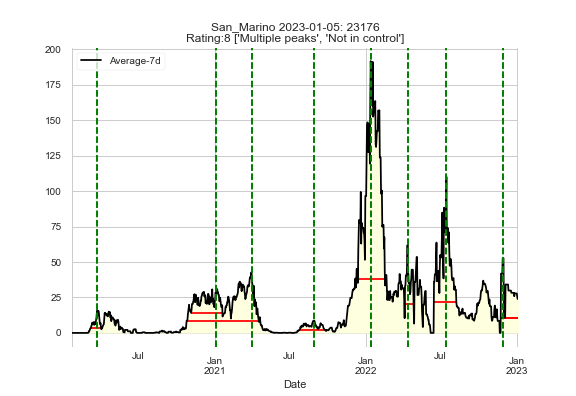 San_Marino 2023-01-05: 23176
Rating:8 ['Multiple peaks', 'Not in control']
Average-7d
200
175
150
125
100
75
50
25
0
Jul
Jan
2021
Jul
Jan
2022
Jul
Jan
2023
Date